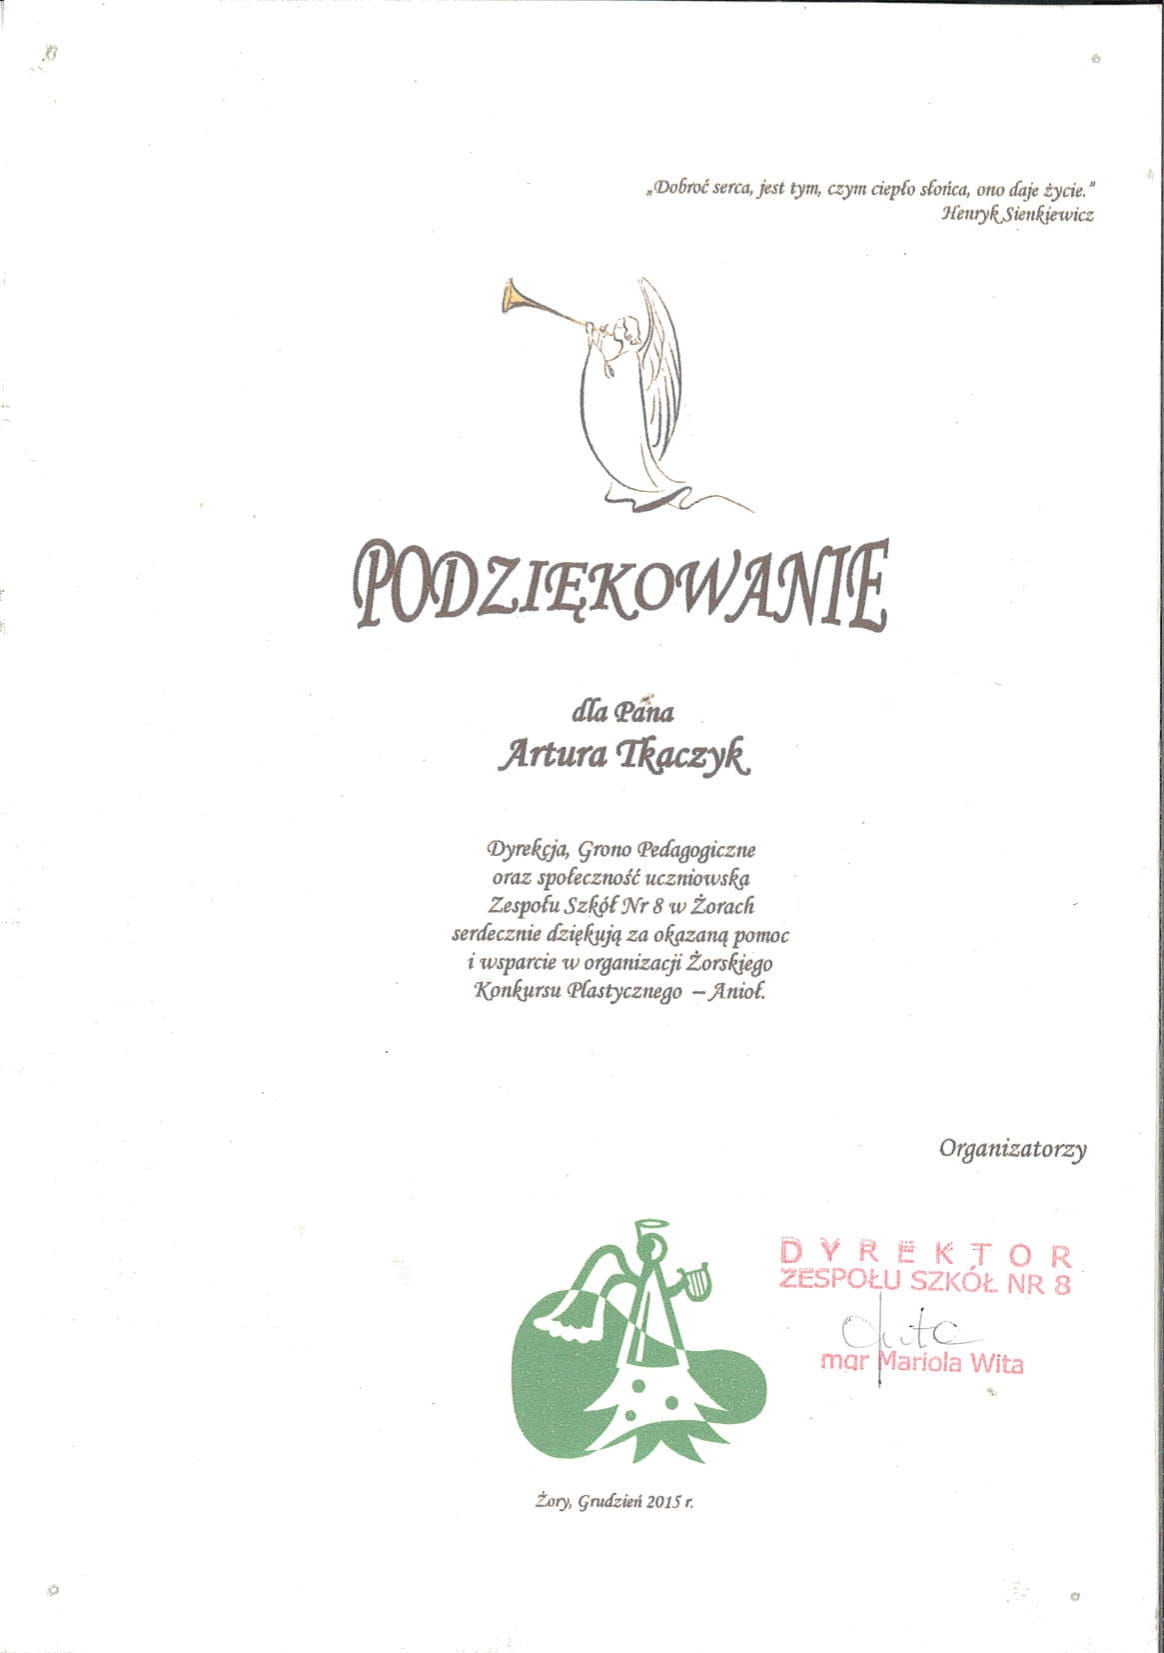 „Dobroć serca, jest tym, czym ciepło słońca, ono daje życie.”
Henryk Sienkiewicz
PODZIĘKOWANIE
dla Pana
Artura Tkaczyk
Dyrekcja, Grono Pedagogiczne
oraz społeczność uczniowska
Zespołu Szkół Nr 8 w Żorach
serdecznie dziękują za okazaną pomoc
i wsparcie w organizacji Żorskiego
Konkursu Plastycznego – Anioł.
Organizatorzy
DYREKTOR
ZESPOŁU SZKÓŁ NR 8
mgr Mariola Wita
Żory, Grudzień 2015 r.